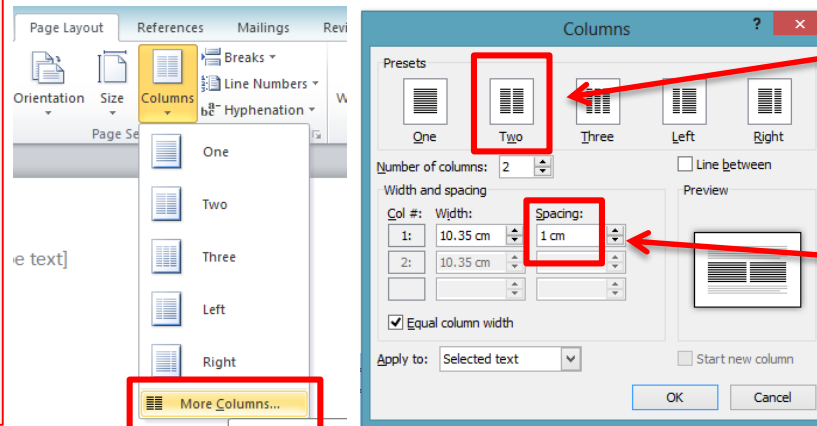 Page Layout References Mailings Revi
Breaks
Line Numbers
Orientation Size Columns
Hyphenation
Page Se
One
Two
Three
Left
Right
More Columns...
e text]
Columns
?
Presets
One Two Three Left Right
Number of columns: 2 Line between
Width and spacing Preview
Col #: Width: Spacing:
1: 10.35 cm 1 cm
2: 10.35 cm
Equal column width
Apply to: Selected text Start new column
OK Cancel